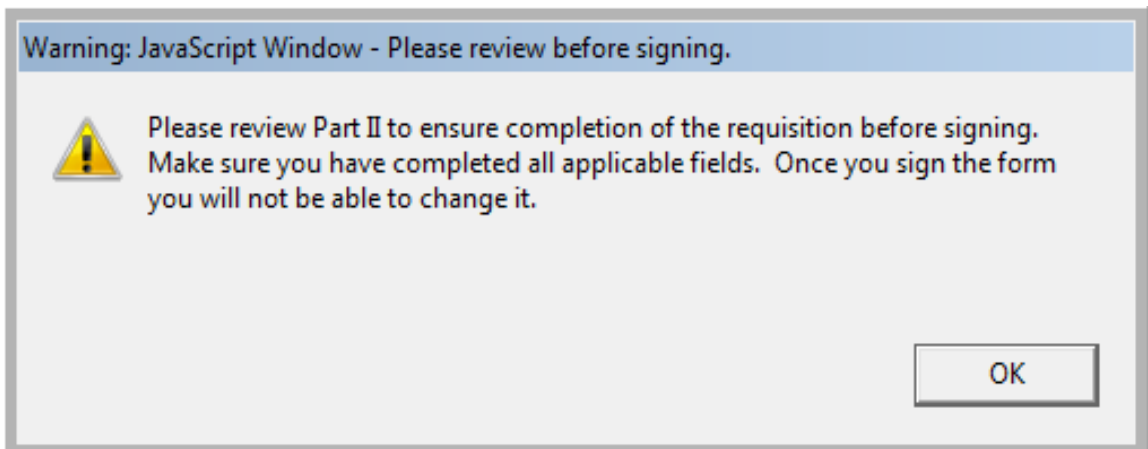 Warning: JavaScript Window - Please review before signing.
Please review Part II to ensure completion of the requisition before signing.
Make sure you have completed all applicable fields.  Once you sign the form
you will not be able to change it.
OK